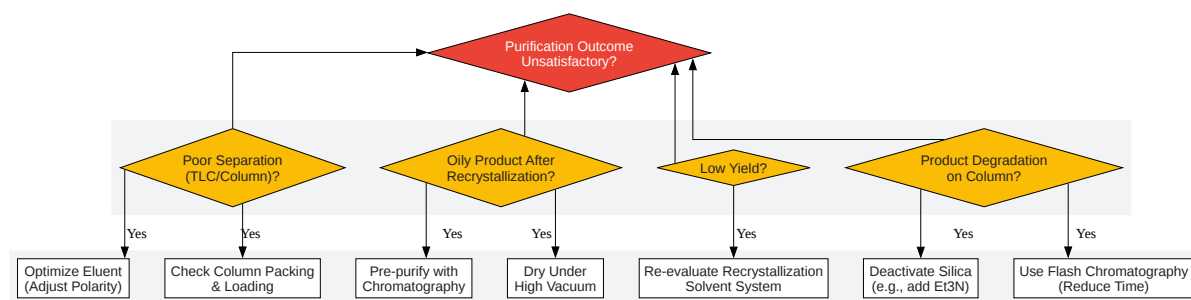 Purification Outcome
Unsatisfactory?
Poor Separation
(TLC/Column)?
Oily Product After
Recrystallization?
Low Yield?
Product Degradation
on Column?
Yes
Yes
Yes
Yes
Yes
Yes
Yes
Optimize Eluent
(Adjust Polarity)
Check Column Packing
& Loading
Pre-purify with
Chromatography
Dry Under
High Vacuum
Re-evaluate Recrystallization
Solvent System
Deactivate Silica
(e.g., add Et3N)
Use Flash Chromatography
(Reduce Time)